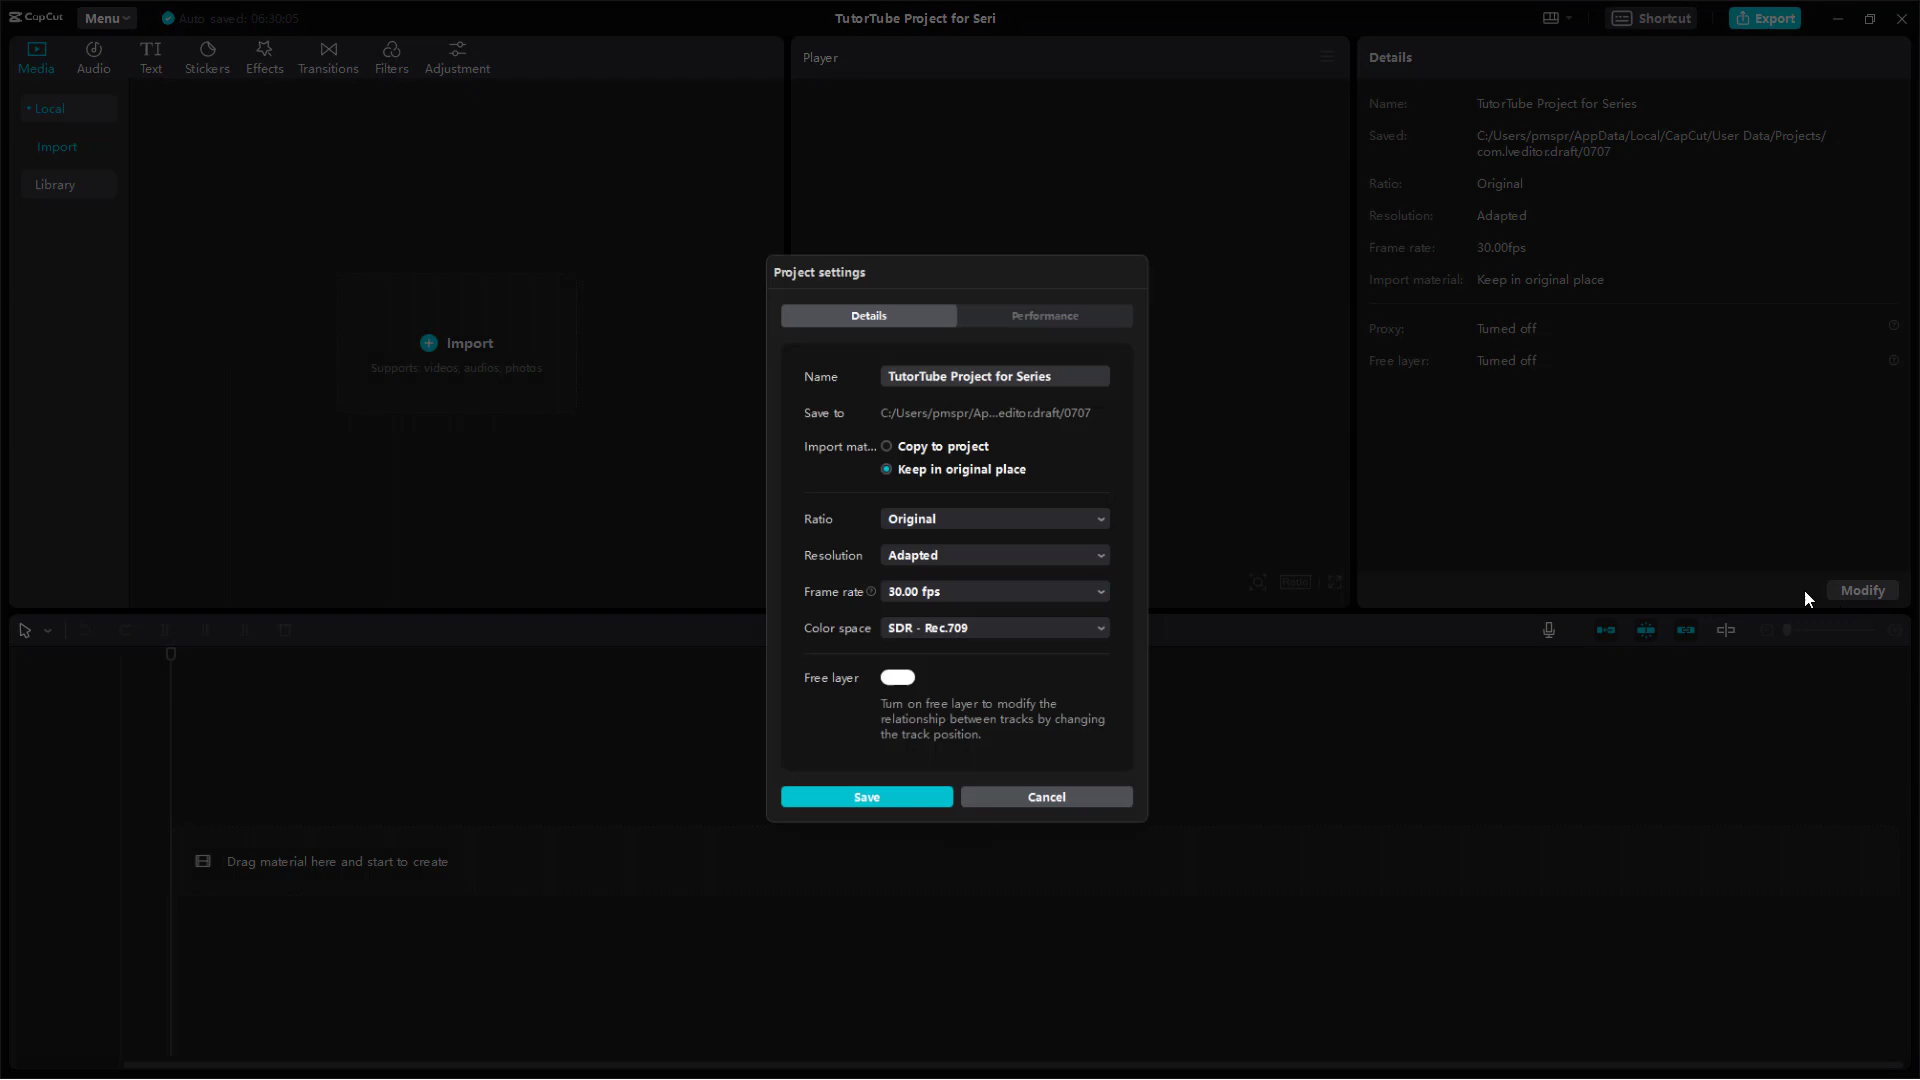 CapCut
Menu
Auto saved: 06:30:05
TutorTube Project for Seri
Shortcut
Export
Media
Audio
TI
Text
Stickers
Effects
Transitions
Filters
Adjustment
Local
Import
Library
Import
Supports: videos, audios, photos
Player
Ratio
Details
Name: TutorTube Project for Series
Saved: C:/Users/pmspr/AppData/Local/CapCut/User Data/Projects/
com.lveditor.draft/0707
Ratio: Original
Resolution: Adapted
Frame rate: 30.00fps
Import material: Keep in original place
Proxy: Turned off
Free layer: Turned off
Modify
Project settings
Details
Performance
Name TutorTube Project for Series
Save to C:/Users/pmspr/Ap...editor.draft/0707
Import mat... Copy to project
Keep in original place
Ratio Original
Resolution Adapted
Frame rate 30.00 fps
Color space SDR - Rec.709
Free layer
Turn on free layer to modify the
relationship between tracks by changing
the track position.
Save
Cancel
Drag material here and start to create